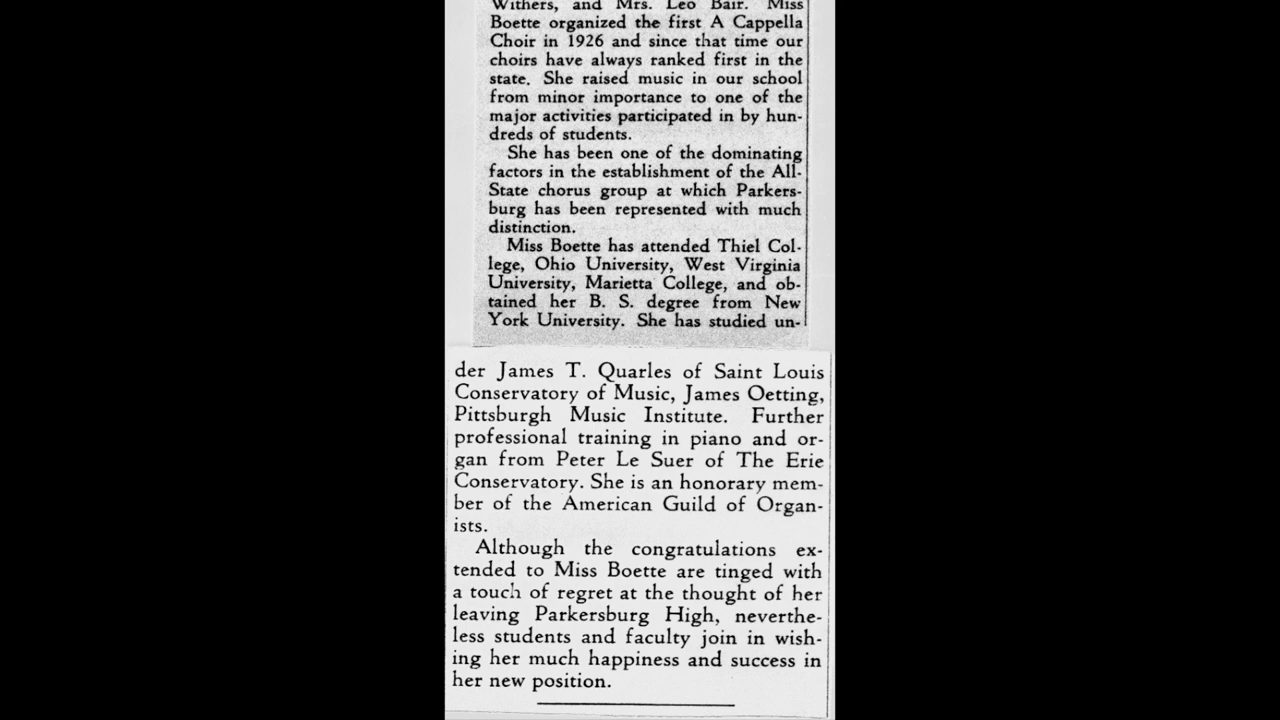 Withers, and Mrs. Leo Bair. Miss
Boette organized the first A Cappella
Choir in 1926 and since that time our
choirs have always ranked first in the
state. She raised music in our school
from minor importance to one of the
major activities participated in by hun-
dreds of students.
She has been one of the dominating
factors in the establishment of the All-
State chorus group at which Parkers-
burg has been represented with much
distinction.
Miss Boette has attended Thiel Col-
lege, Ohio University, West Virginia
University, Marietta College, and ob-
tained her B. S. degree from New
York University. She has studied un-
der James T. Quarles of Saint Louis
Conservatory of Music, James Oetting,
Pittsburgh Music Institute. Further
professional training in piano and or-
gan from Peter Le Suer of The Erie
Conservatory. She is an honorary mem-
ber of the American Guild of Organ-
ists.
Although the congratulations ex-
tended to Miss Boette are tinged with
a touch of regret at the thought of her
leaving Parkersburg High, neverthe-
less students and faculty join in wish-
ing her much happiness and success in
her new position.